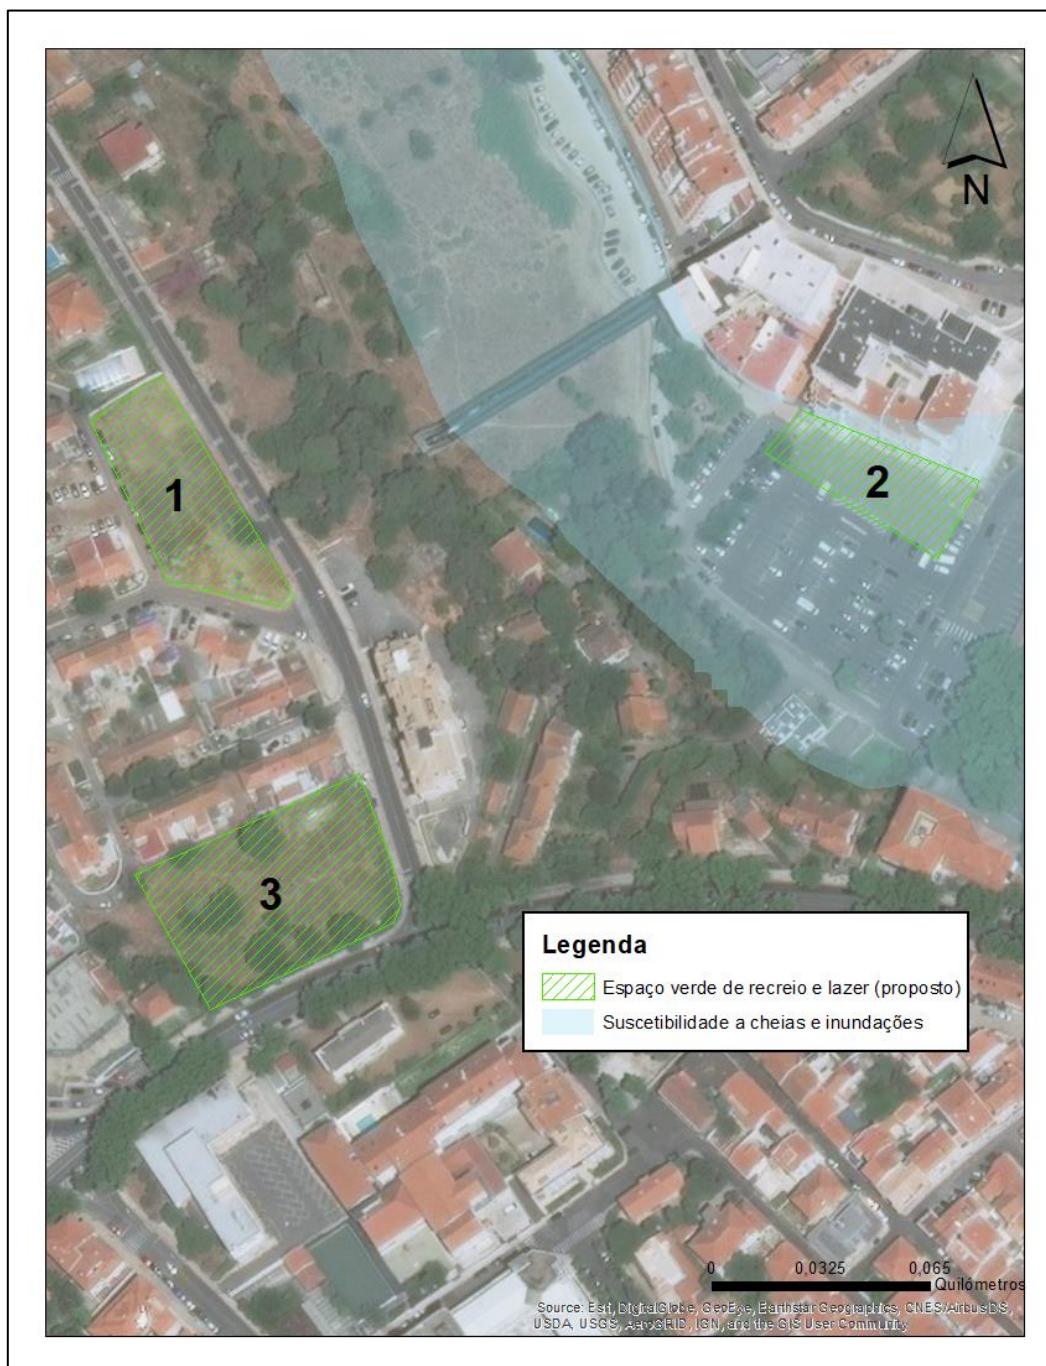 N
1
2
3
Legenda
Espaço verde de recreio e lazer (proposto)
Suscetibilidade a cheias e inundações
0 0,0325 0,065
Quilómetros
Source: Esri, DigitalGlobe, GeoEye, Earthstar Geographics, CNES/Airbus DS,
USDA, USGS, AeroGRID, IGN, and the GIS User Community